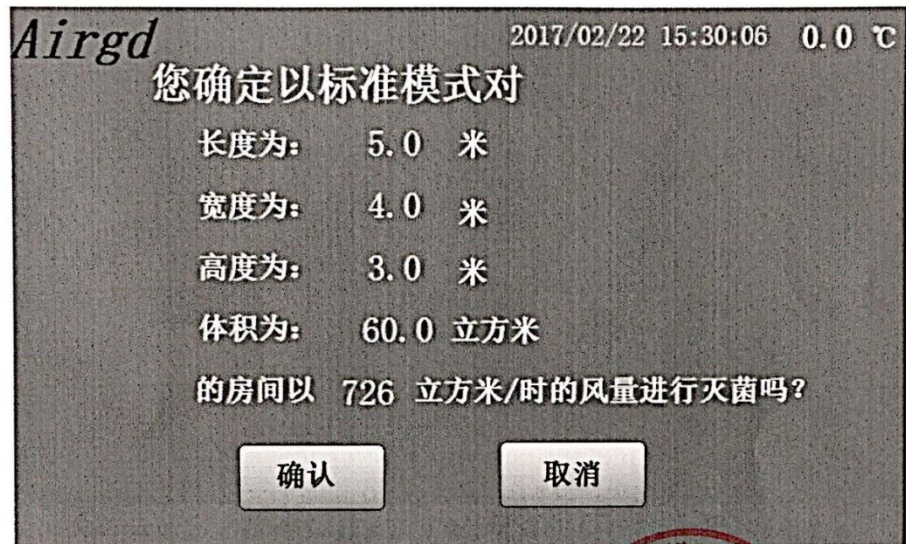 Airgd
2017/02/22 15:30:06 0.0 ℃
您确定以标准模式对
长度为: 5.0 米
宽度为: 4.0 米
高度为: 3.0 米
体积为: 60.0 立方米
的房间以 726 立方米/时的风量进行灭菌吗?
确认 取消